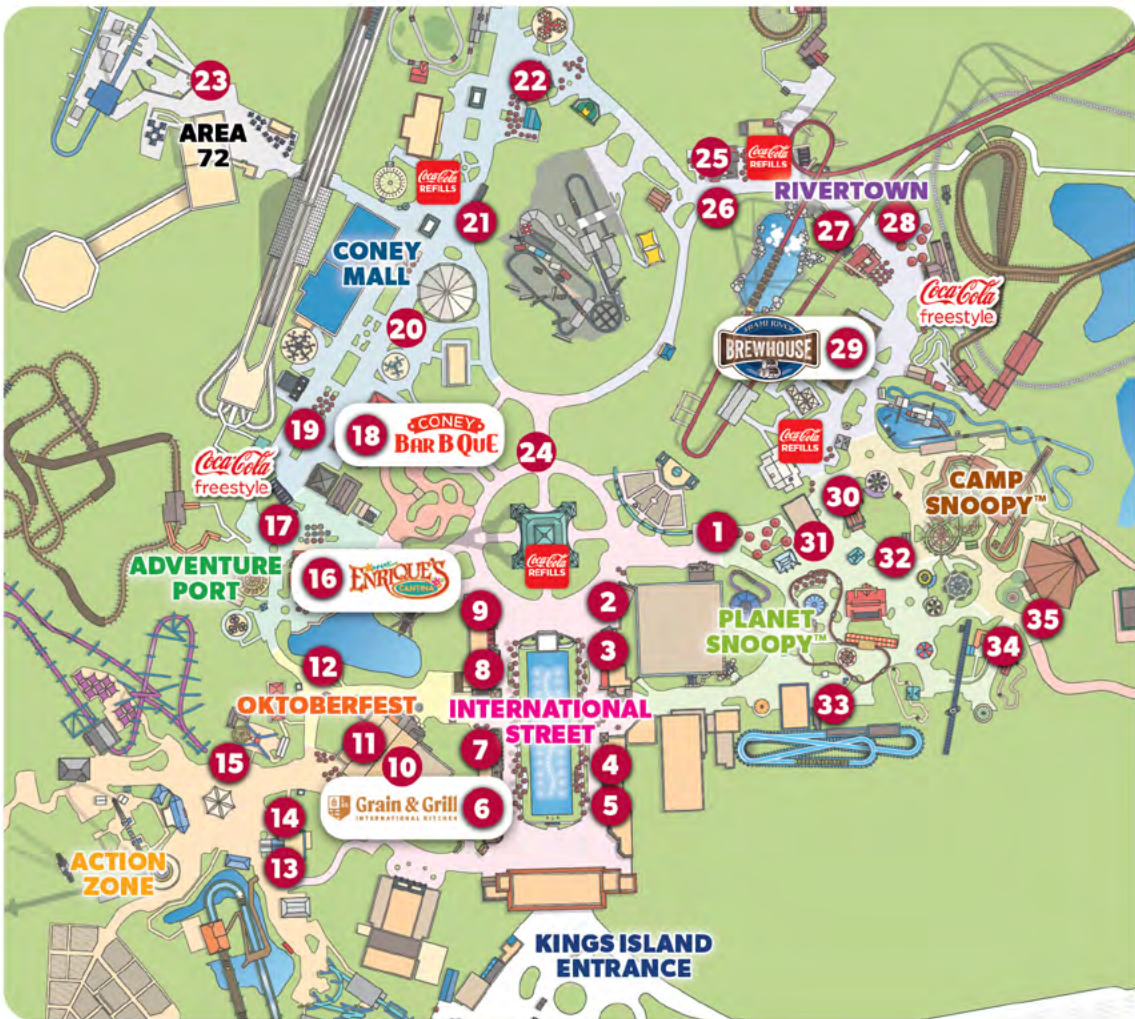 23
22
AREA
72
Coca-Cola
REFILLS
25
Coca-Cola
REFILLS
RIVERTOWN
26
21
27
28
CONEY
MALL
Coca-Cola
freestyle
20
MIAMI RIVER
BREWHOUSE
29
19
18
CONEY
BAR B QUE
24
Coca-Cola
REFILLS
Coca-Cola
freestyle
CAMP
SNOOPY™
30
17
1
31
32
ADVENTURE
PORT
16
ENRIQUE'S
CANTINA
Coca-Cola
REFILLS
9
2
PLANET
SNOOPY™
35
34
12
8
3
OKTOBERFEST
INTERNATIONAL
STREET
33
11
7
10
4
15
Grain & Grill
INTERNATIONAL KITCHEN
6
5
14
13
ACTION
ZONE
KINGS ISLAND
ENTRANCE